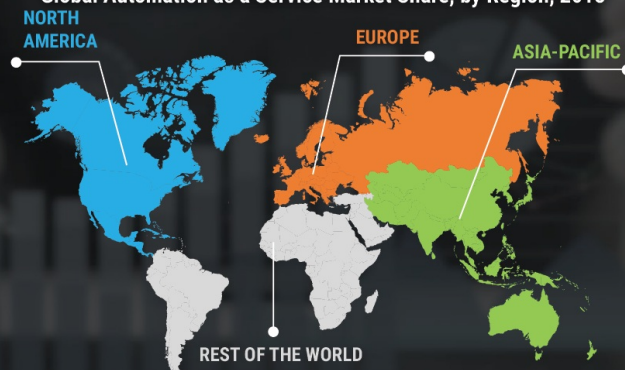 Global Automation as a Service Market Share, by Region,
NORTH
AMERICA
EUROPE
ASIA-PACIFIC
REST OF THE WORLD